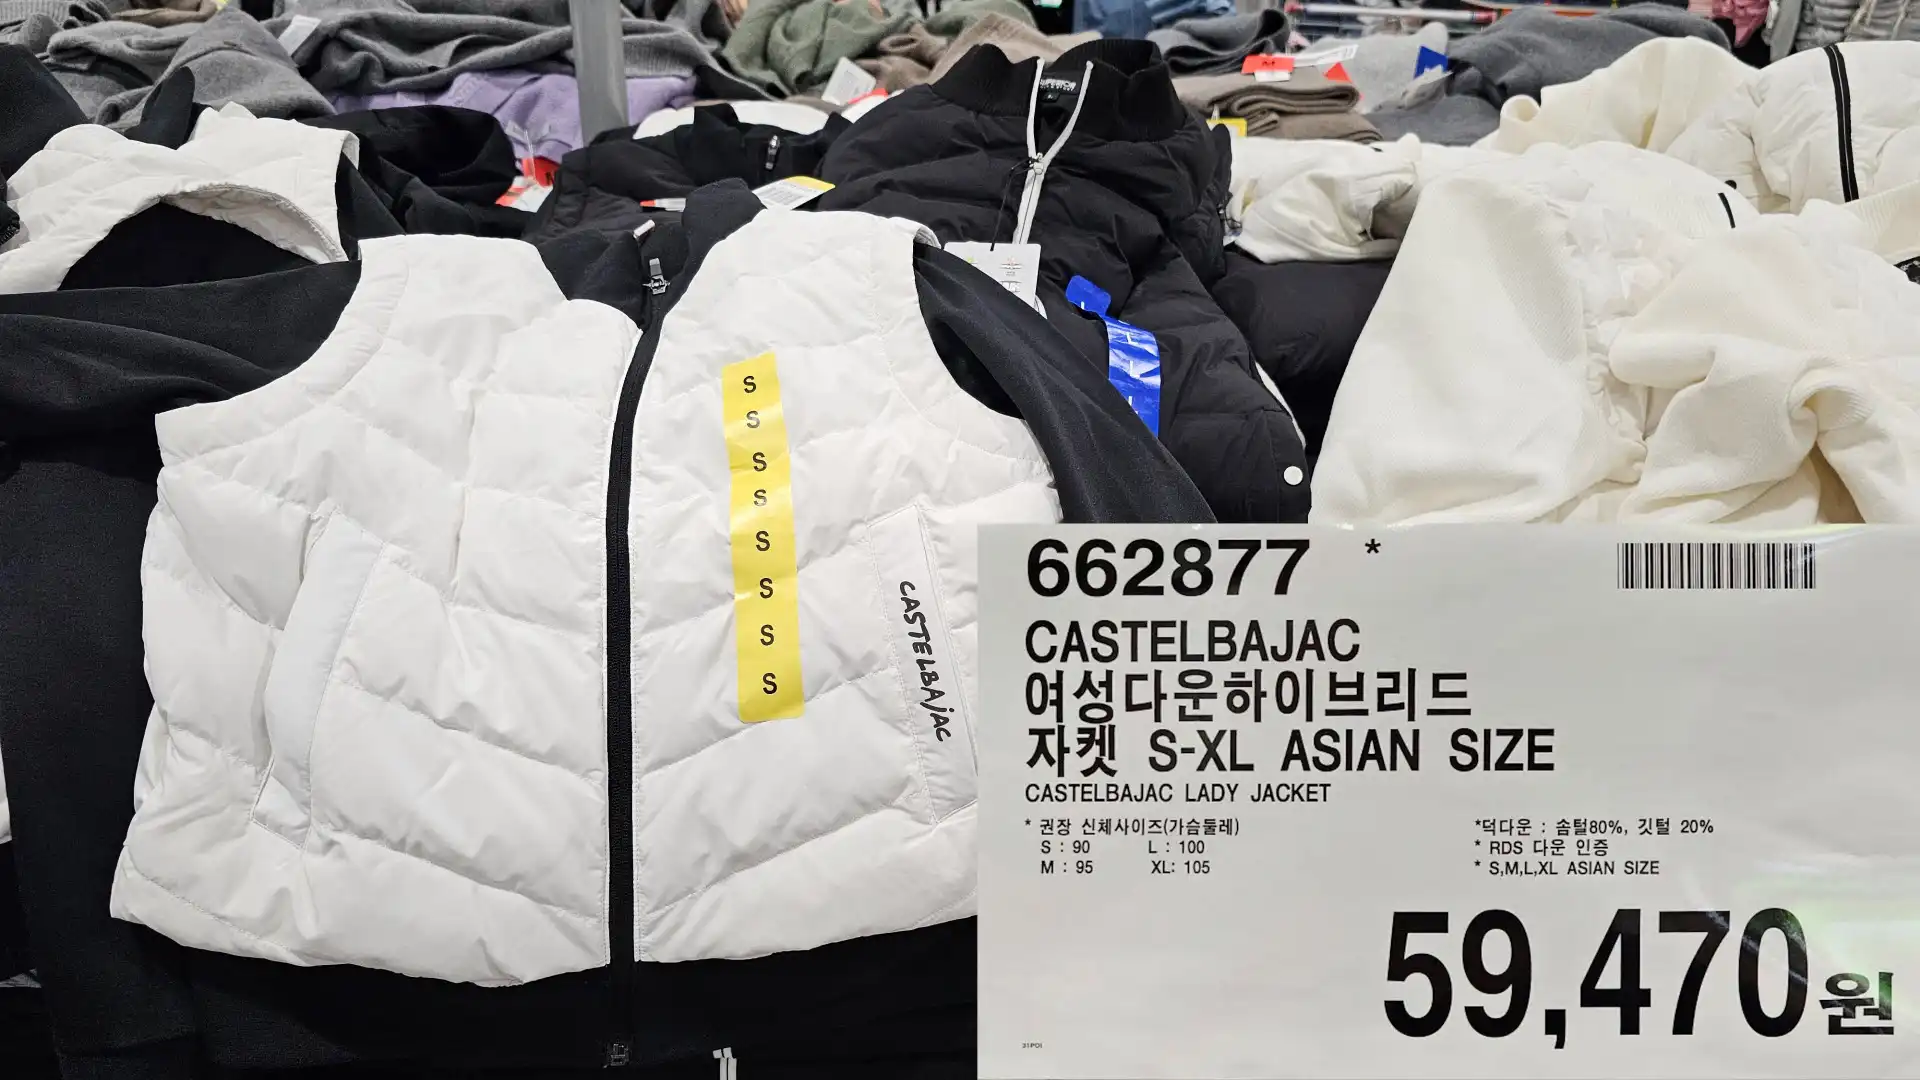 S
S
S
S
S
S
S
S
CASTELBAJAC
662877 *
CASTELBAJAC
여성다운하이브리드
자켓 S-XL ASIAN SIZE
CASTELBAJAC LADY JACKET
* 권장 신체사이즈(가슴둘레)
S : 90 L : 100
M : 95 XL: 105
*덕다운 : 솜털80%, 깃털 20%
* RDS 다운 인증
* S,M,L,XL ASIAN SIZE
59,470원